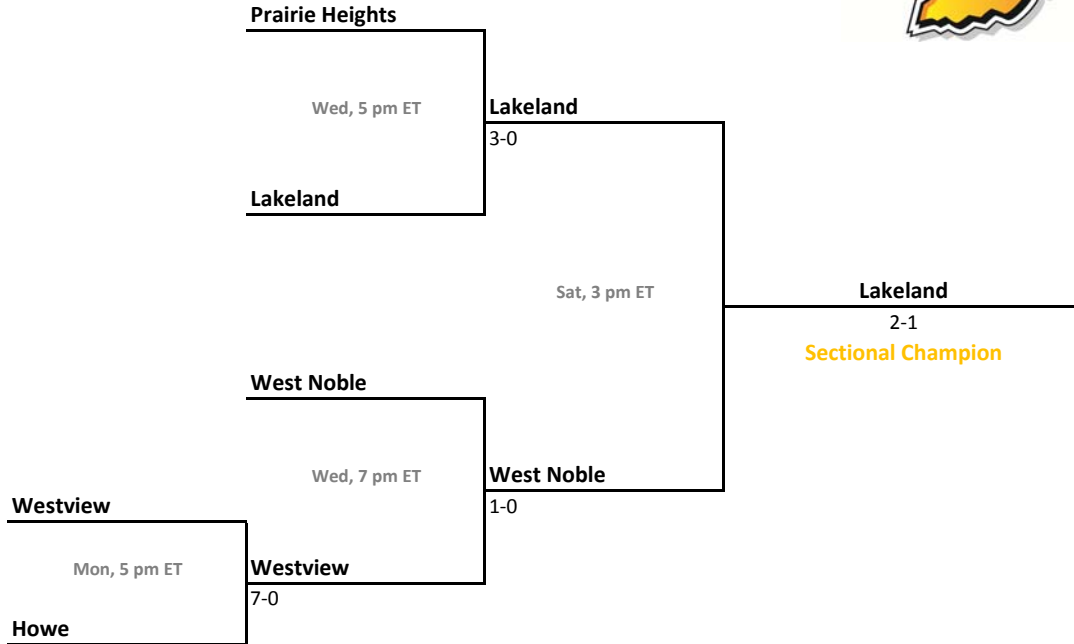 Prairie Heights
Wed, 5 pm ET
Lakeland
3-0
Lakeland
Sat, 3 pm ET
Lakeland
2-1
Sectional Champion
West Noble
Wed, 7 pm ET
West Noble
1-0
Westview
Mon, 5 pm ET
Westview
7-0
Howe